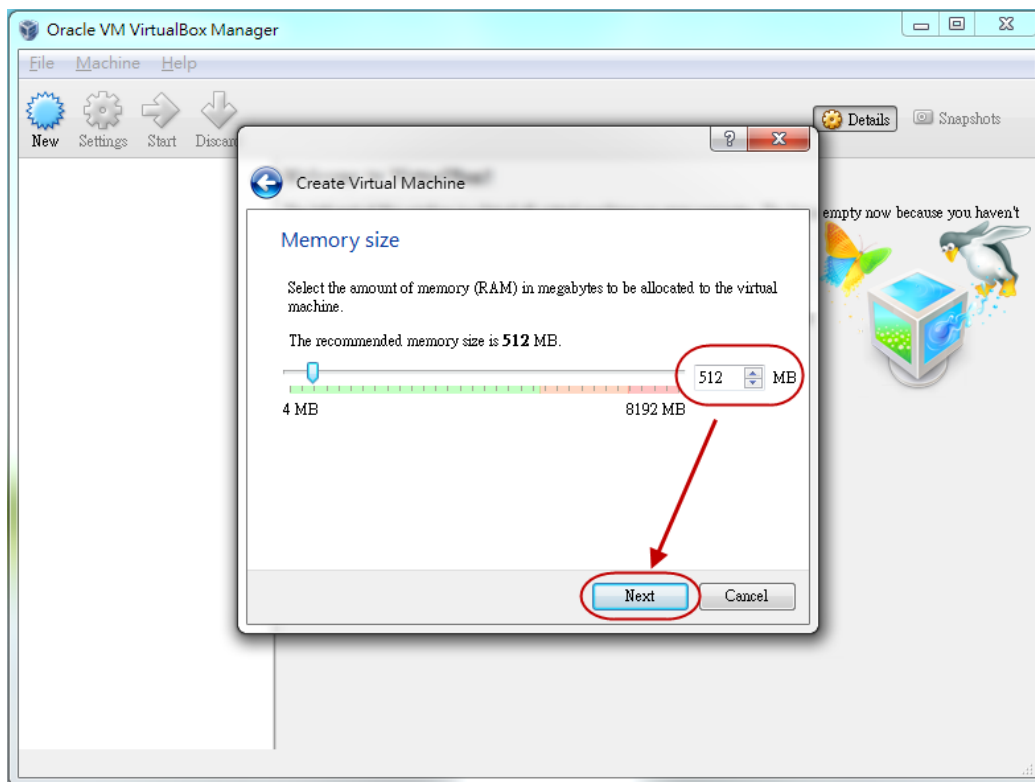 Oracle VM VirtualBox Manager
File Machine Help
New Settings Start Discar
Details Snapshots
Create Virtual Machine
empty now because you haven't
Memory size
Select the amount of memory (RAM) in megabytes to be allocated to the virtual
machine.
The recommended memory size is 512 MB.
512 MB
4 MB 8192 MB
Next Cancel